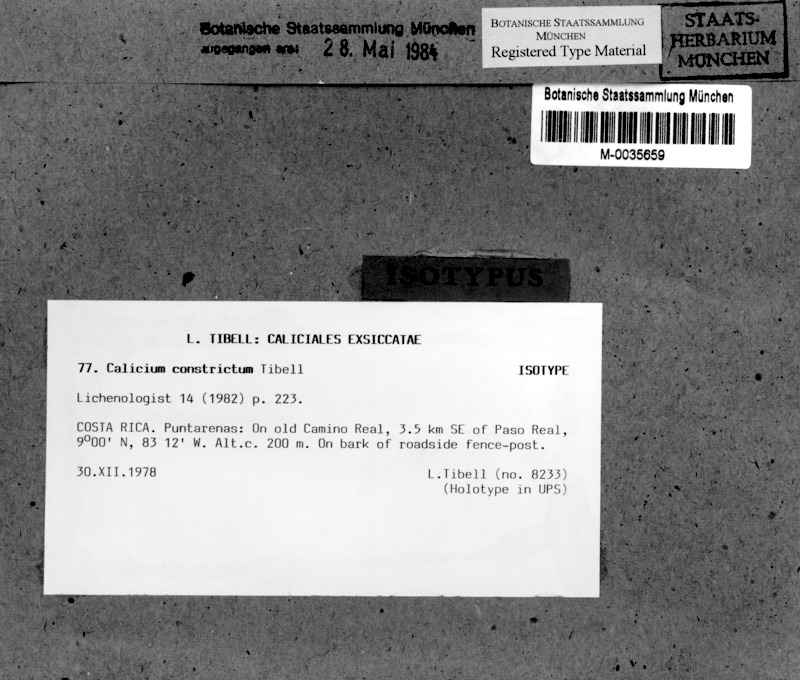 Botanische Staatssammlung München
28. Mai 1984
BOTANISCHE STAATSSAMMLUNG
MÜNCHEN
Registered Type Material
STAATS-
HERBARIUM
MÜNCHEN
Botanische Staatssammlung München
M-0035659
ISOTYPUS
L. TIBELL: CALICIALES EXSICCATAE
77. Calicium constrictum Tibell ISOTYPE
Lichenologist 14 (1982) p. 223.
COSTA RICA. Puntarenas: On old Camino Real, 3.5 km SE of Paso Real,
9°00' N, 83 12' W. Alt.c. 200 m. On bark of roadside fence-post.
30.XII.1978 L.Tibell (no. 8233)
(Holotype in UPS)